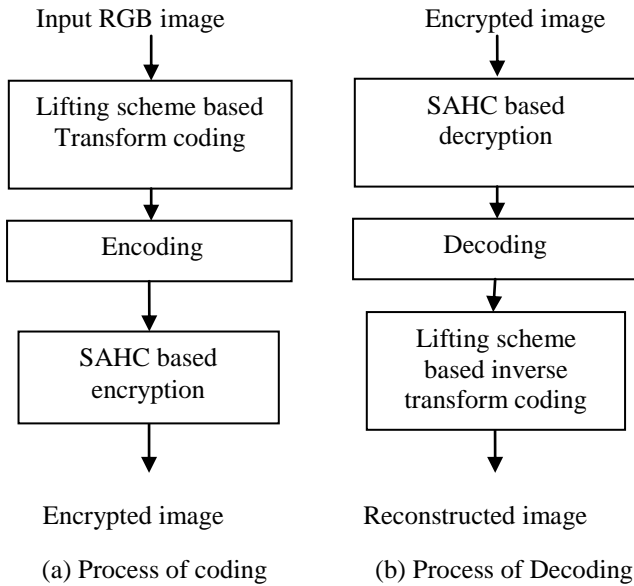 Input RGB image
Lifting scheme based
Transform coding
Encoding
SAHC based
encryption
Encrypted image
(a) Process of coding
Encrypted image
SAHC based
decryption
Decoding
Lifting scheme
based inverse
transform coding
Reconstructed image
(b) Process of Decoding